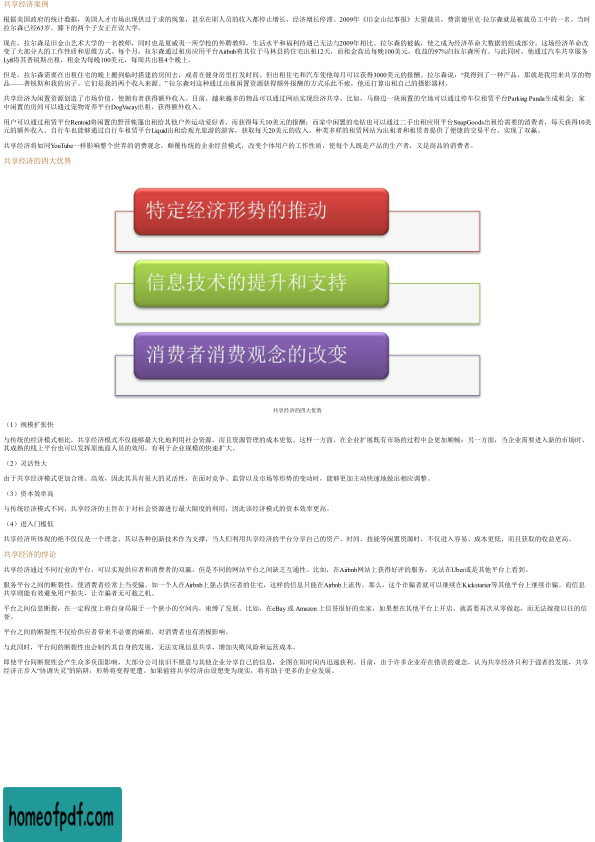 共享经济案例
根据美国政府的统计数据，美国人才市场出现供过于求的现象，甚至在职人员的收入都停止增长，经济增长停滞。2009年《旧金山纪事报》大量裁员，费雷德里克·拉尔森就是被裁员工中的一名。当时
拉尔森已经63岁，膝下的两个子女正在读大学。
现在，拉尔森是旧金山艺术大学的一名教师，同时也是夏威夷一所学校的外聘教师。生活水平和福利待遇已无法与2009年相比。拉尔森的被裁，使之成为经济革命大数据的组成部分。这场经济革命改
变了大部分人的工作性质和思维方式。每个月，拉尔森通过租房应用平台Airbnb将其位于马林县的住宅出租12天，而租金高达每晚100美元，收益的97%均归拉尔森所有。与此同时，他通过汽车共享服务
Lyft将其普锐斯出租，租金为每晚100美元，每周共出租4个晚上。
但是，拉尔森需要在出租住宅的晚上搬到临时搭建的房间去，或者在健身房里打发时间。但出租住宅和汽车使他每月可以获得3000美元的报酬。拉尔森说：“我得到了一种产品，那就是我用来共享的物
品——普锐斯和我的房子。它们是我的两个收入来源。”拉尔森对这种通过出租闲置资源获得额外报酬的方式乐此不疲，他还打算出租自己的摄影器材。
共享经济为闲置资源创造了市场价值，使拥有者获得额外收入。目前，越来越多的物品可以通过网站实现经济共享。比如，马路边一块闲置的空地可以通过停车位租赁平台Parking Panda生成租金；家
中闲置的房间可以通过宠物寄养平台DogVacay出租，获得额外收入。
用户可以通过租赁平台Rentoid将闲置的野营帐篷出租给其他户外运动爱好者，而获得每天10美元的报酬；而家中闲置的电钻也可以通过二手出租应用平台SnapGoods出租给需要的消费者，每天获得10美
元的额外收入。自行车也能够通过自行车租赁平台Liquid出租给观光旅游的游客，获取每天20美元的收入。种类多样的租赁网站为出租者和租赁者提供了便捷的交易平台，实现了双赢。
共享经济将如同YouTube一样影响整个世界的消费观念，颠覆传统的企业经营模式，改变个体用户的工作性质，使每个人既是产品的生产者，又是商品的消费者。
共享经济的四大优势
特定经济形势的推动
信息技术的提升和支持
消费者消费观念的改变
共享经济的四大优势
（1）规模扩张快
与传统的经济模式相比，共享经济模式不仅能够最大化地利用社会资源，而且资源管理的成本更低。这样一方面，在企业扩展既有市场的过程中会更加顺畅；另一方面，当企业需要进入新的市场时，
其成熟的线上平台也可以发挥原地面人员的效用，有利于企业规模的快速扩大。
（2）灵活性大
由于共享经济模式更加合理、高效，因此其具有很大的灵活性，在面对竞争、监管以及市场等形势的变动时，能够更加主动快速地做出相应调整。
（3）资本效率高
与传统经济模式不同，共享经济的主旨在于对社会资源进行最大限度的利用，因此该经济模式的资本效率更高。
（4）进入门槛低
共享经济所体现的绝不仅仅是一个理念，其以各种创新技术作为支撑，当人们利用共享经济的平台分享自己的资产、时间、技能等闲置资源时，不仅进入容易、成本更低，而且获取的收益更高。
共享经济的悖论
共享经济通过不同行业的平台，可以实现供应者和消费者的双赢，但是不同的网站平台之间缺乏互通性。比如，在Airbnb网站上获得好评的服务，无法在Uber或是其他平台上看到。
服务平台之间的断裂性，使消费者经常上当受骗。如一个人在Airbnb上强占供应者的住宅，这样的信息只能在Airbnb上流传。那么，这个诈骗者就可以继续在Kickstarter等其他平台上继续诈骗。而信息
共享则能有效避免用户损失，让诈骗者无可趁之机。
平台之间信息断裂，在一定程度上将自身局限于一个狭小的空间内，束缚了发展。比如，在eBay 或 Amazon 上信誉很好的卖家，如果想在其他平台上开店，就需要再次从零做起，而无法嫁接以往的信
誉。
平台之间的断裂性不仅给供应者带来不必要的麻烦，对消费者也有消极影响。
与此同时，平台间的断裂性也会制约其自身的发展，无法实现信息共享，增加失败风险和运营成本。
即使平台间断裂性会产生众多负面影响，大部分公司依旧不愿意与其他企业分享自己的信息，企图在短时间内迅速获利。目前，由于许多企业存在错误的观念，认为共享经济只利于强者的发展，共享
经济正步入“协调失灵”的陷阱，形势将变得更遭。如果能将共享经济由设想变为现实，将有助于更多的企业发展。
homeofpdf.com